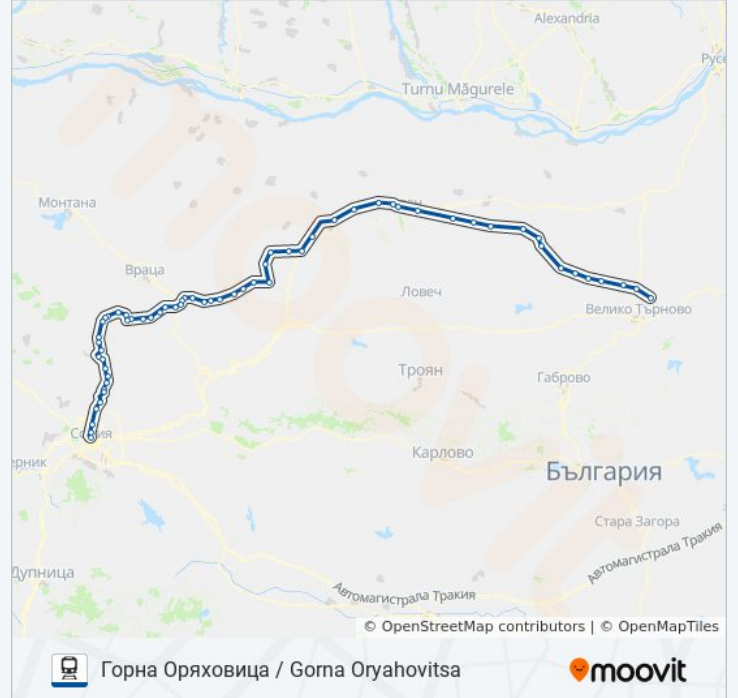 Alexandria
Русе
Turnu Măgurele
Монтана
Враца
Ловеч
Велико Търново
Троян
Габрово
София
Карлово
България
Стара Загора
Автомагистрала Тракия
Дупница
Автомагистрала Тракия
© OpenStreetMap contributors | © OpenMapTiles
Горна Оряховица / Gorna Oryahovitsa
moovit